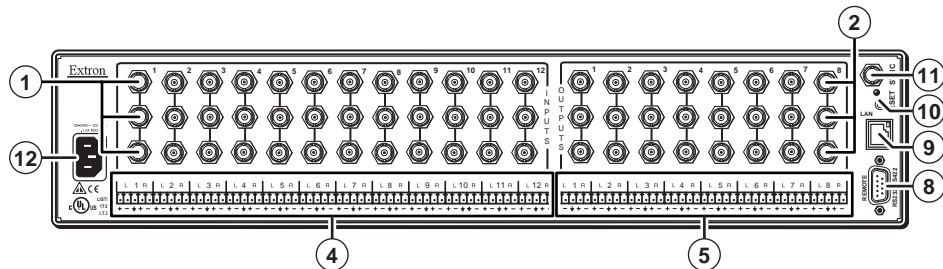 1
2
Extron
1 2 3 4 5 6 7 8 9 10 11 12
INPUTS
OUTPUTS
1 2 3 4 5 6 7 8
11
10
LAN
9
12
C UL US
L 1 R L 2 R L 3 R L 4 R L 5 R L 6 R L 7 R L 8 R L 9 R L 10 R L 11 R L 12 R
L 1 R L 2 R L 3 R L 4 R L 5 R L 6 R L 7 R L 8 R
REMOTE
8
4
5